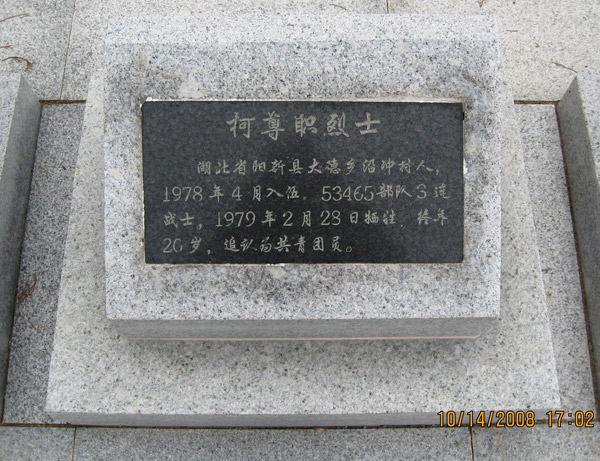 柯尊职烈士
湖北省阳新县大德乡沿冲村人，
1978年4月入伍，53465部队3连
战士。1979年2月28日牺牲，终年
20岁，追认为共青团员。
10/14/2008 17:02